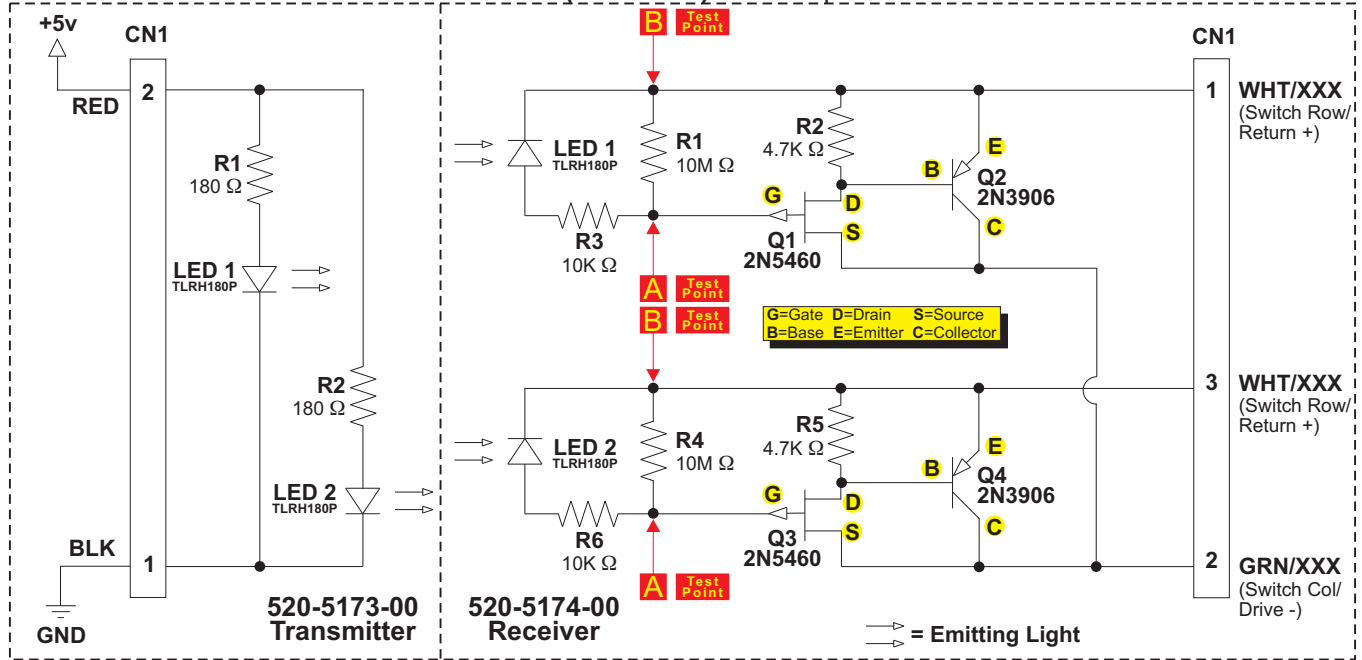 +5v
CN1
2
RED
R1
180 Ω
LED 1
TLRH180P
R2
180 Ω
LED 2
TLRH180P
BLK
1
GND
520-5173-00
Transmitter
B Test Point
CN1
1 WHT/XXX
(Switch Row/
Return +)
LED 1
TLRH180P
R1
10M Ω
R2
4.7K Ω
E
B
Q2
2N3906
C
G
D
S
Q1
2N5460
R3
10K Ω
A Test Point
B Test Point
G=Gate D=Drain S=Source
B=Base E=Emitter C=Collector
3 WHT/XXX
(Switch Row/
Return +)
LED 2
TLRH180P
R4
10M Ω
R5
4.7K Ω
E
B
Q4
2N3906
C
G
D
S
Q3
2N5460
R6
10K Ω
A Test Point
2 GRN/XXX
(Switch Col/
Drive -)
520-5174-00
Receiver
= Emitting Light